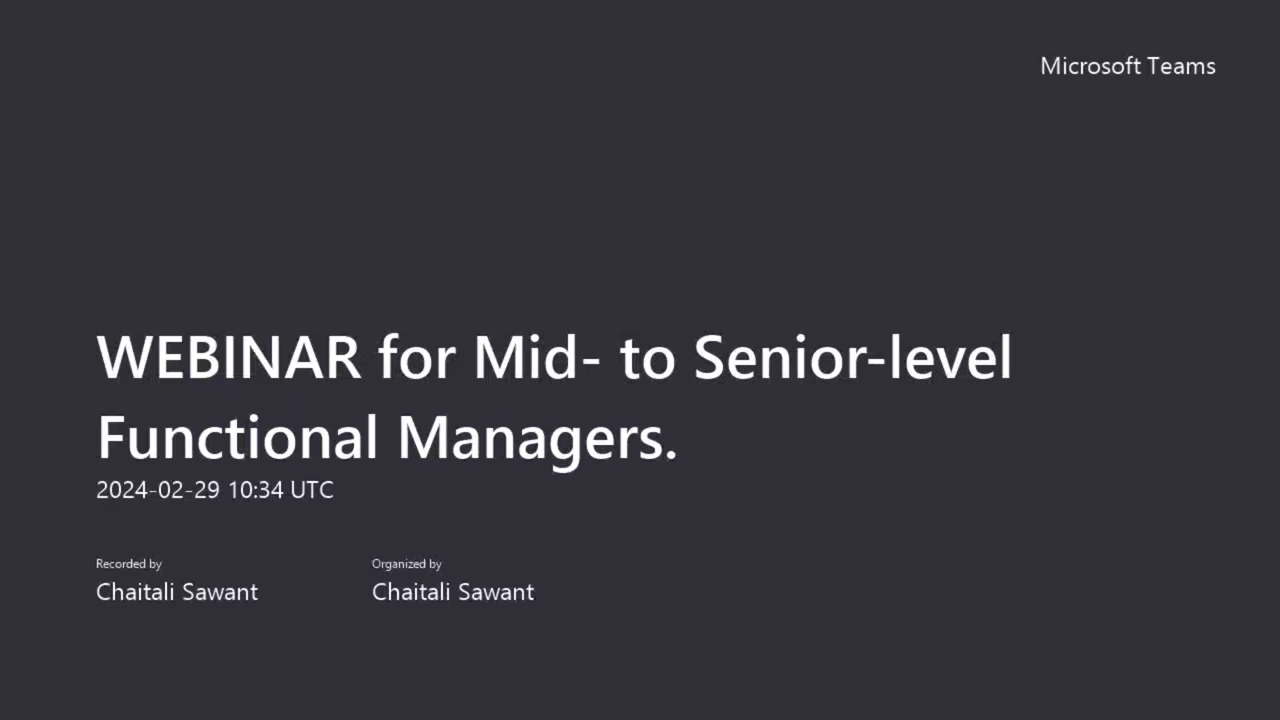 Microsoft Teams
WEBINAR for Mid- to Senior-level
Functional Managers.
2024-02-29 10:34 UTC
Recorded by
Chaitali Sawant
Organized by
Chaitali Sawant